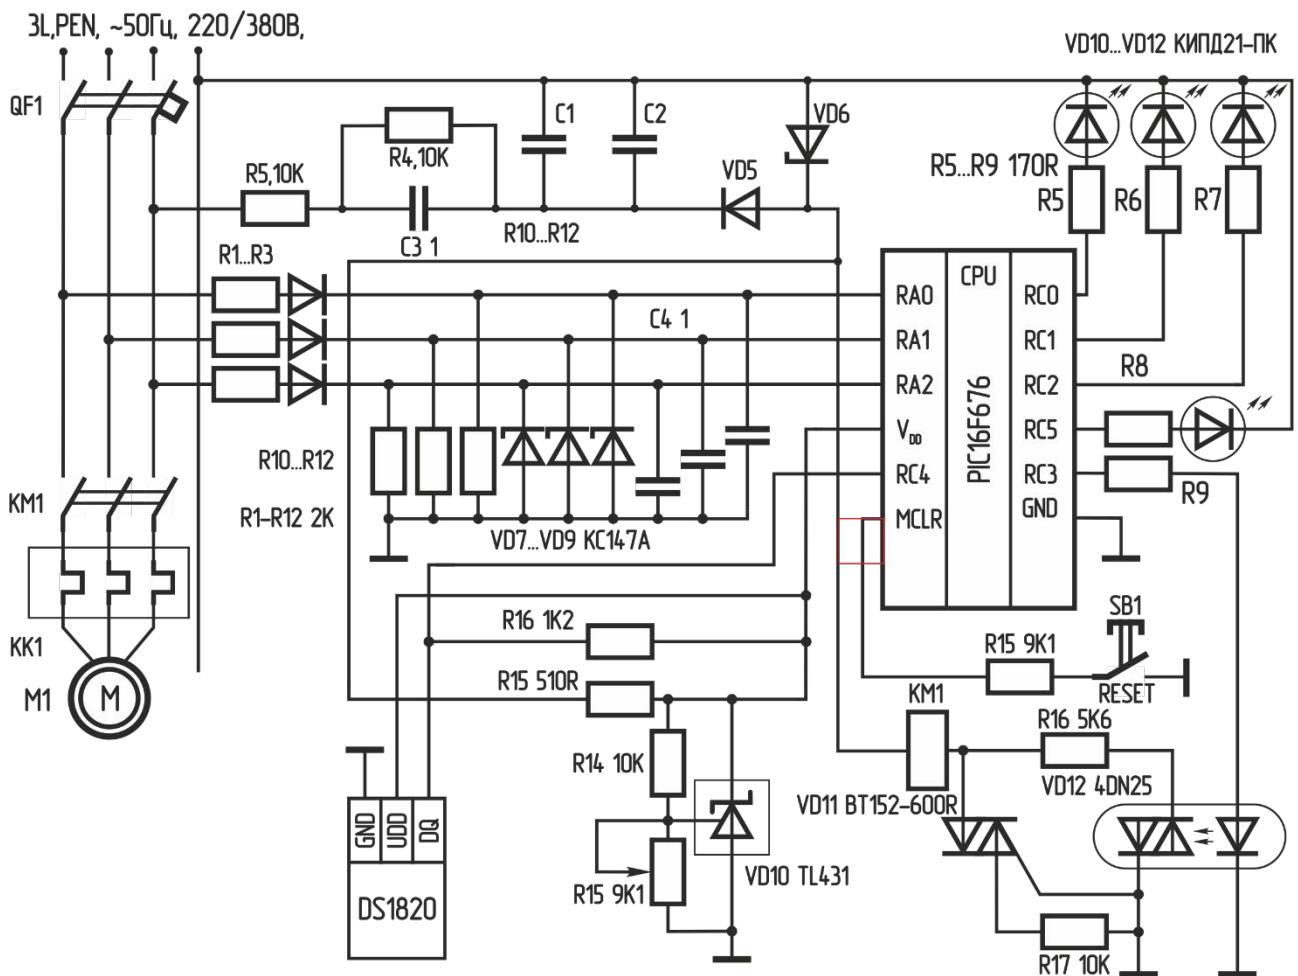 3L,PEN, ~50Гц, 220/380В,
VD10...VD12 КИПД21-ПК
QF1
C1
C2
VD6
R4,10K
R5,10K
VD5
R5...R9 170R
R5
R6
R7
C3 1
R10...R12
R1...R3
CPU
RA0
RC0
C4 1
RA1
RC1
RA2
RC2
R8
PIC16F676
VDD
RC5
R10...R12
RC4
RC3
R9
KM1
GND
R1-R12 2K
MCLR
VD7...VD9 KC147A
SB1
R16 1K2
KK1
R15 9K1
M1
M
R15 510R
KM1
RESET
R16 5K6
R14 10K
VD12 4DN25
VD11 BT152-600R
GND
UDD
DQ
VD10 TL431
R15 9K1
DS1820
R17 10K